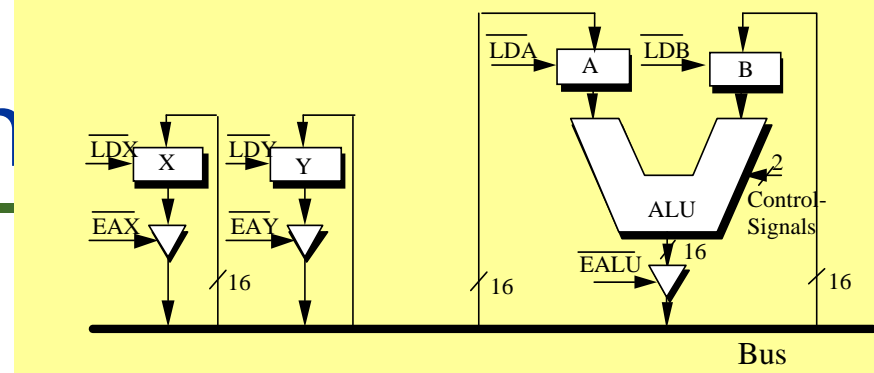 LDA
A
LDB
B
LDX
X
LDY
Y
2
Control-
Signals
ALU
EAX
EAY
16
EALU
16
16
16
Bus